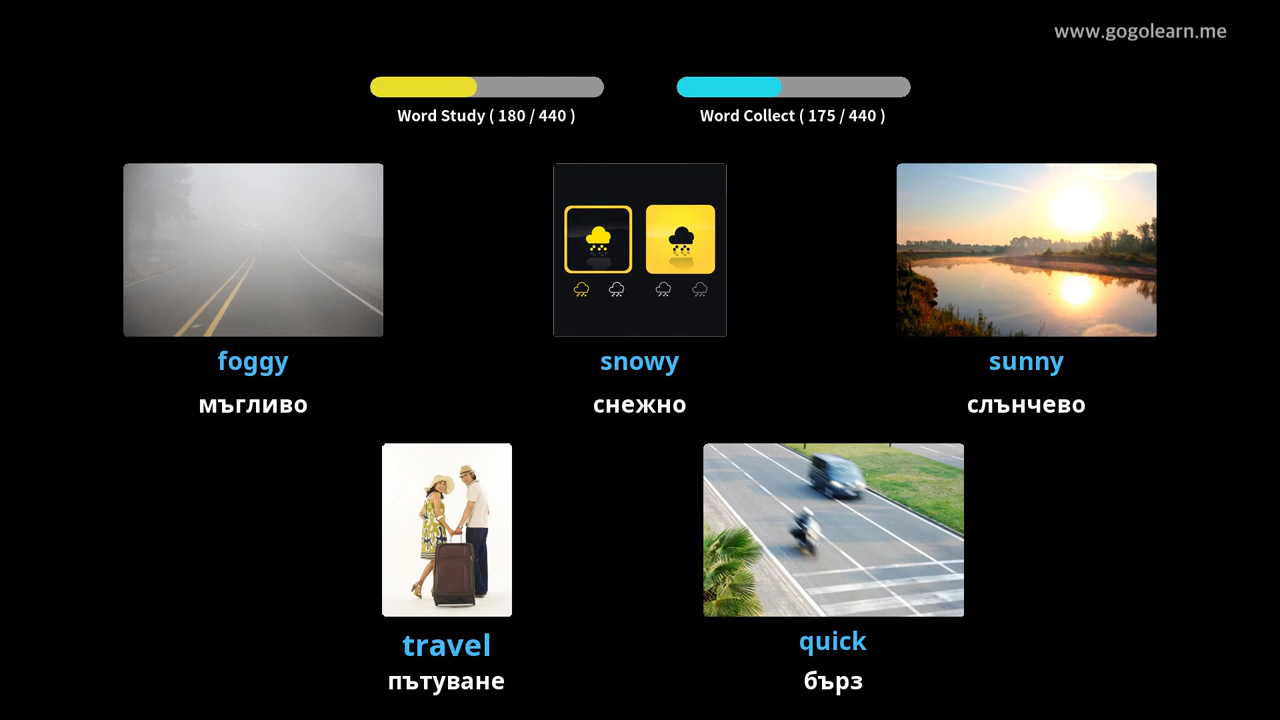 www.gogolearn.me
Word Study ( 180 / 440 )
Word Collect ( 175 / 440 )
foggy
snowy
sunny
мъгливо
снежно
слънчево
travel
quick
пътуване
бърз